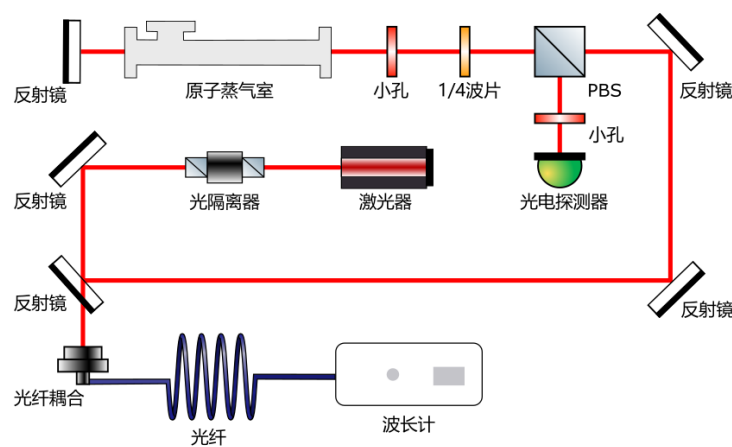 反射镜
原子蒸气室
小孔
1/4波片
PBS
反射镜
小孔
反射镜
光隔离器
激光器
光电探测器
反射镜
反射镜
光纤耦合
光纤
波长计